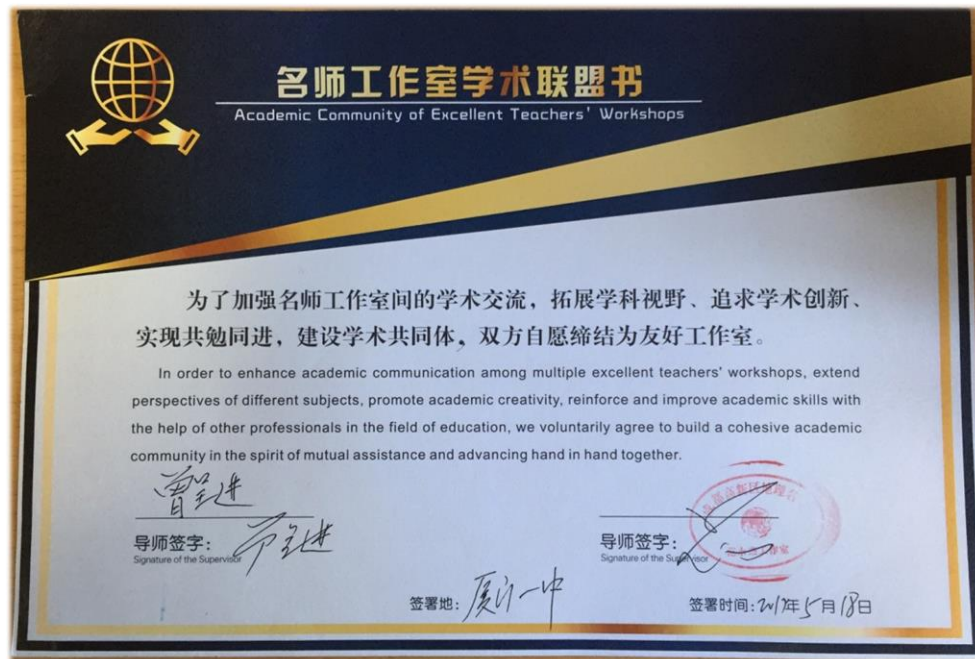 名师工作室学术联盟书
Academic Community of Excellent Teachers' Workshops
为了加强名师工作室间的学术交流，拓展学科视野、追求学术创新、
实现共勉同进，建设学术共同体，双方自愿缔结为友好工作室。
In order to enhance academic communication among multiple excellent teachers' workshops, extend
perspectives of different subjects, promote academic creativity, reinforce and improve academic skills with
the help of other professionals in the field of education, we voluntarily agree to build a cohesive academic
community in the spirit of mutual assistance and advancing hand in hand together.
曾呈进
导师签字：
Signature of the Supervisor
导师签字：
Signature of the Supervisor
签署地：厦门一中
签署时间：2017年5月18日